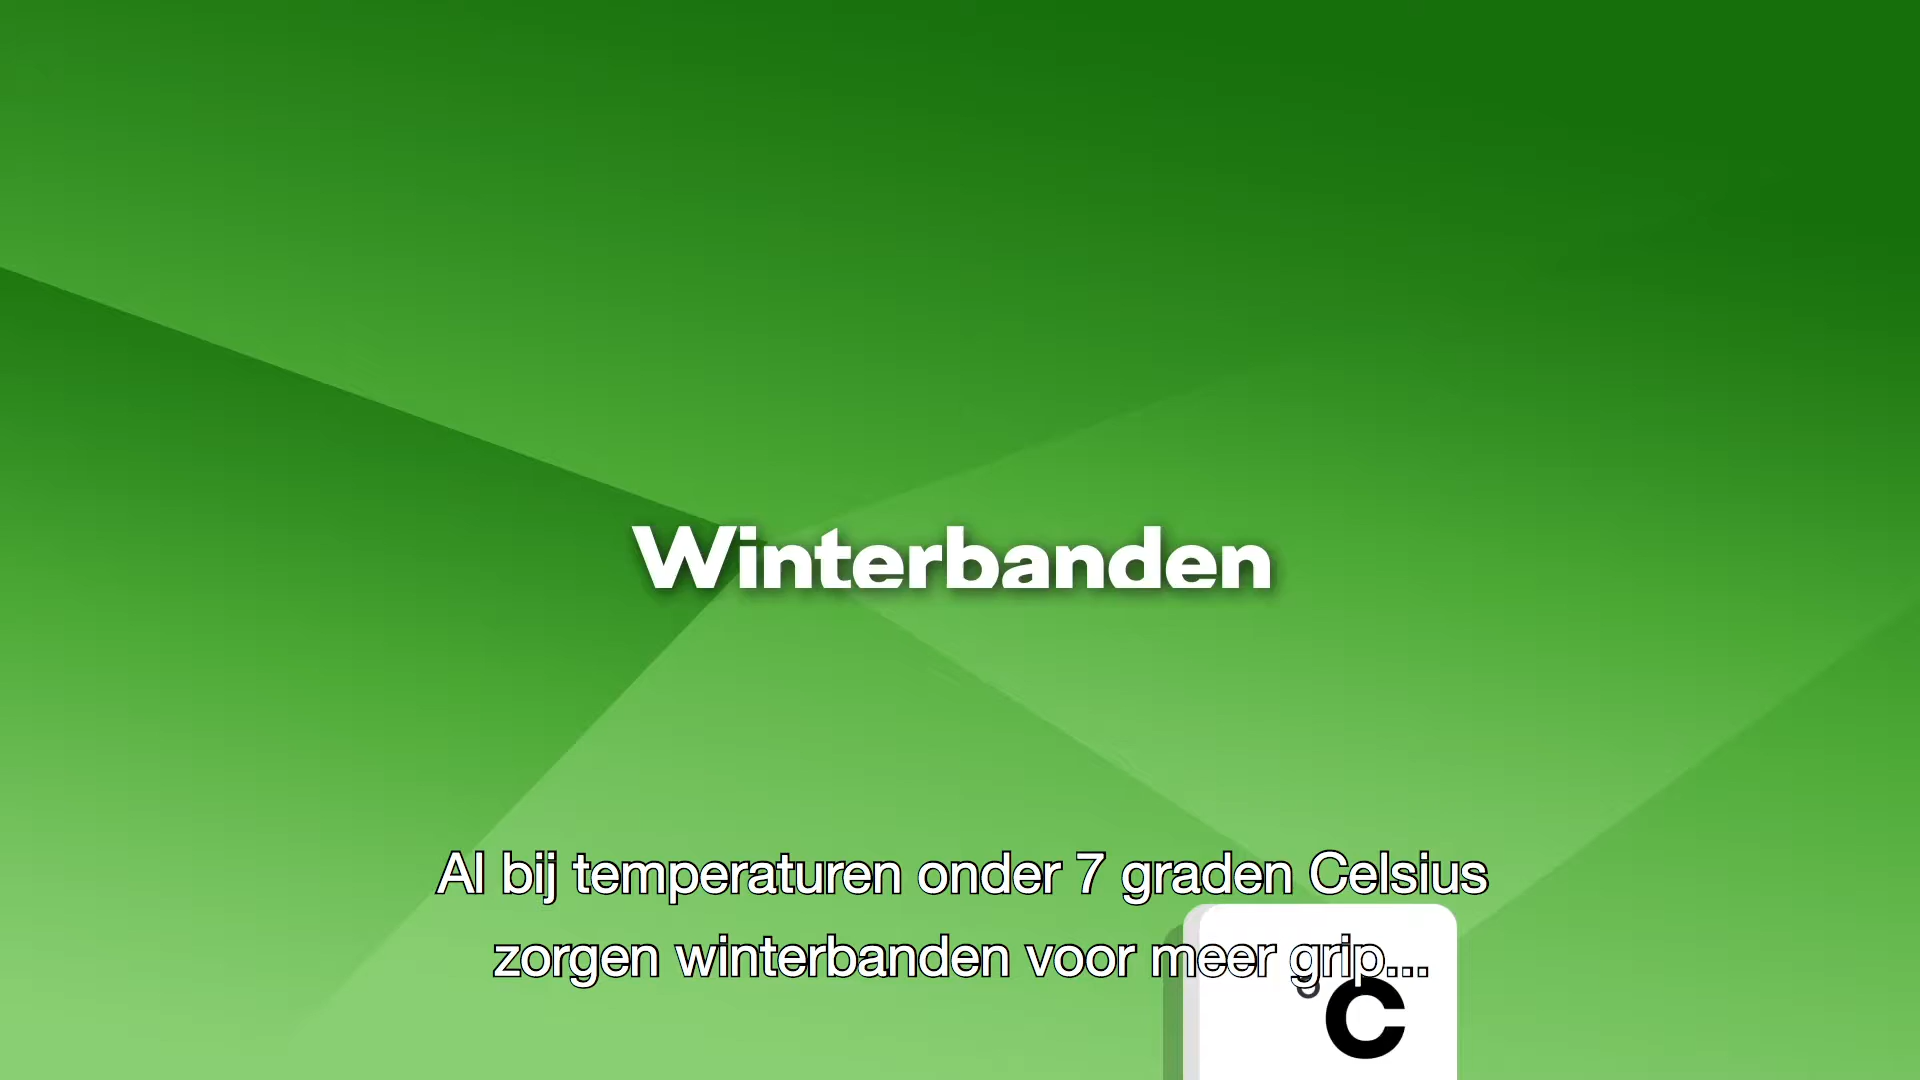 Winterbanden
Al bij temperaturen onder 7 graden Celsius
zorgen winterbanden voor meer grip...
°C